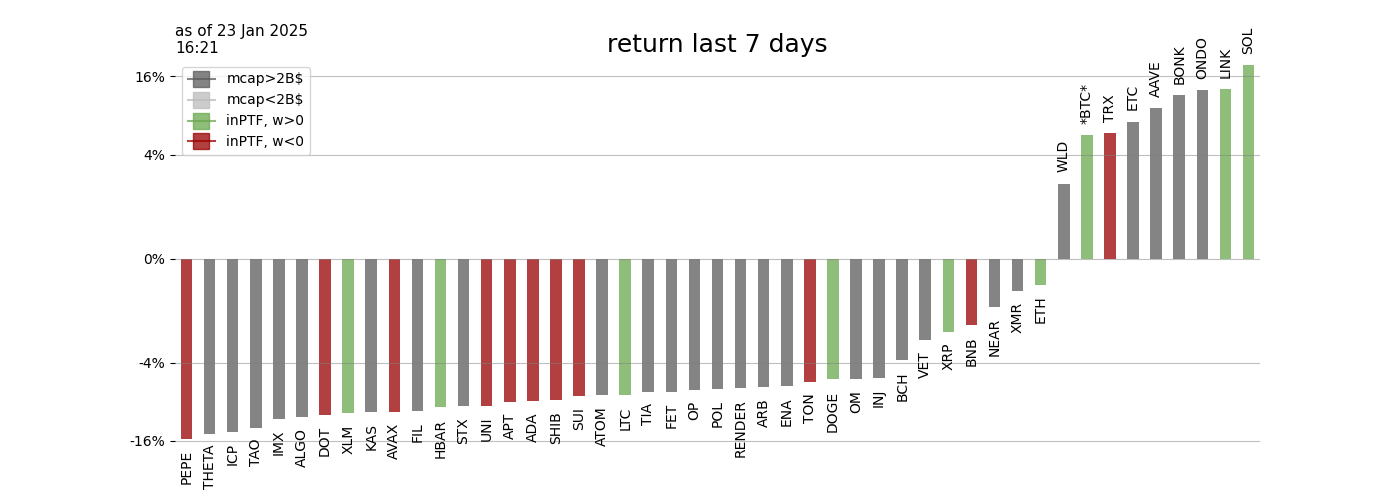 as of 23 Jan 2025
16:21
return last 7 days
mcap>2B$
mcap<2B$
inPTF, w>0
inPTF, w<0
16%
4%
0%
-4%
-16%
PEPE
THETA
ICP
TAO
IMX
ALGO
DOT
XLM
KAS
AVAX
FIL
HBAR
STX
UNI
APT
ADA
SHIB
SUI
ATOM
LTC
TIA
FET
OP
POL
RENDER
ARB
ENA
TON
DOGE
OM
INJ
BCH
VET
XRP
BNB
NEAR
XMR
ETH
WLD
*BTC*
TRX
ETC
AAVE
BONK
ONDO
LINK
SOL